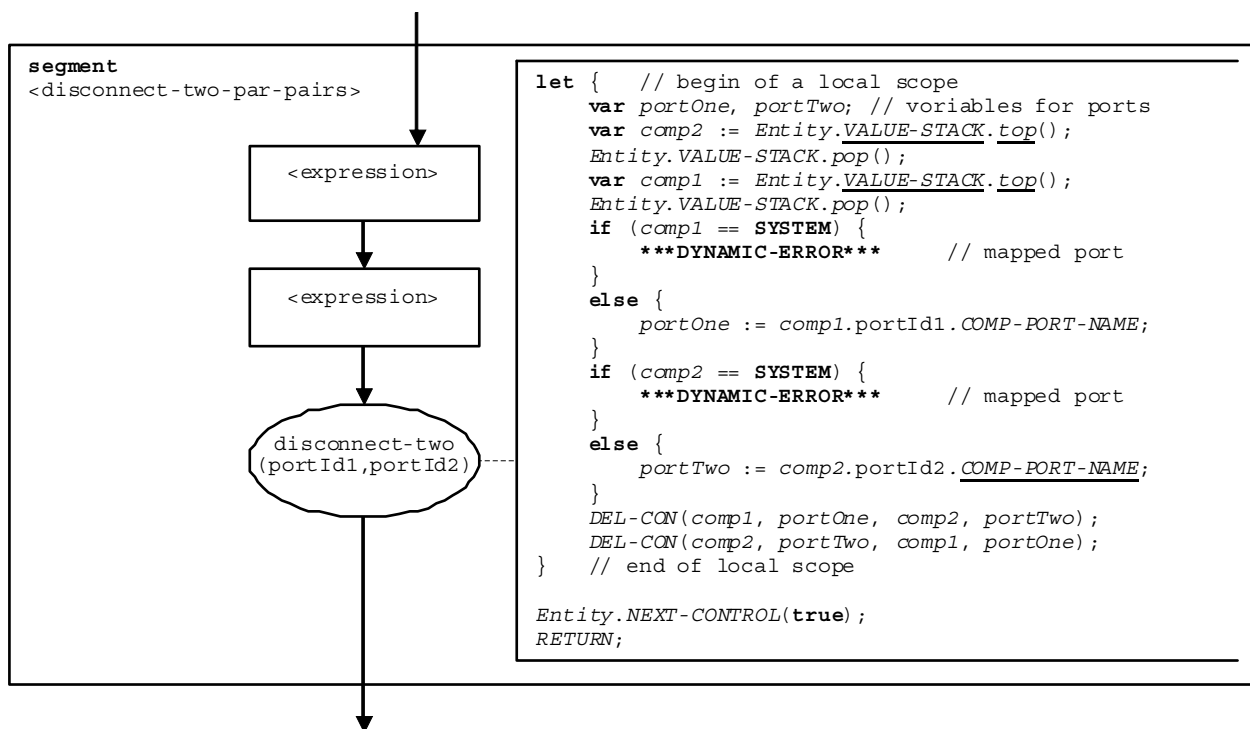 segment
<disconnect-two-par-pairs>
<expression>
<expression>
disconnect-two
(portId1,portId2)
let { // begin of a local scope
var portOne, portTwo; // voriables for ports
var comp2 := Entity.VALUE-STACK.top();
Entity.VALUE-STACK.pop();
var comp1 := Entity.VALUE-STACK.top();
Entity.VALUE-STACK.pop();
if (comp1 == SYSTEM) {
***DYNAMIC-ERROR*** // mapped port
}
else {
portOne := comp1.portId1.COMP-PORT-NAME;
}
if (comp2 == SYSTEM) {
***DYNAMIC-ERROR*** // mapped port
}
else {
portTwo := comp2.portId2.COMP-PORT-NAME;
}
DEL-CON(comp1, portOne, comp2, portTwo);
DEL-CON(comp2, portTwo, comp1, portOne);
} // end of local scope
Entity.NEXT-CONTROL(true);
RETURN;